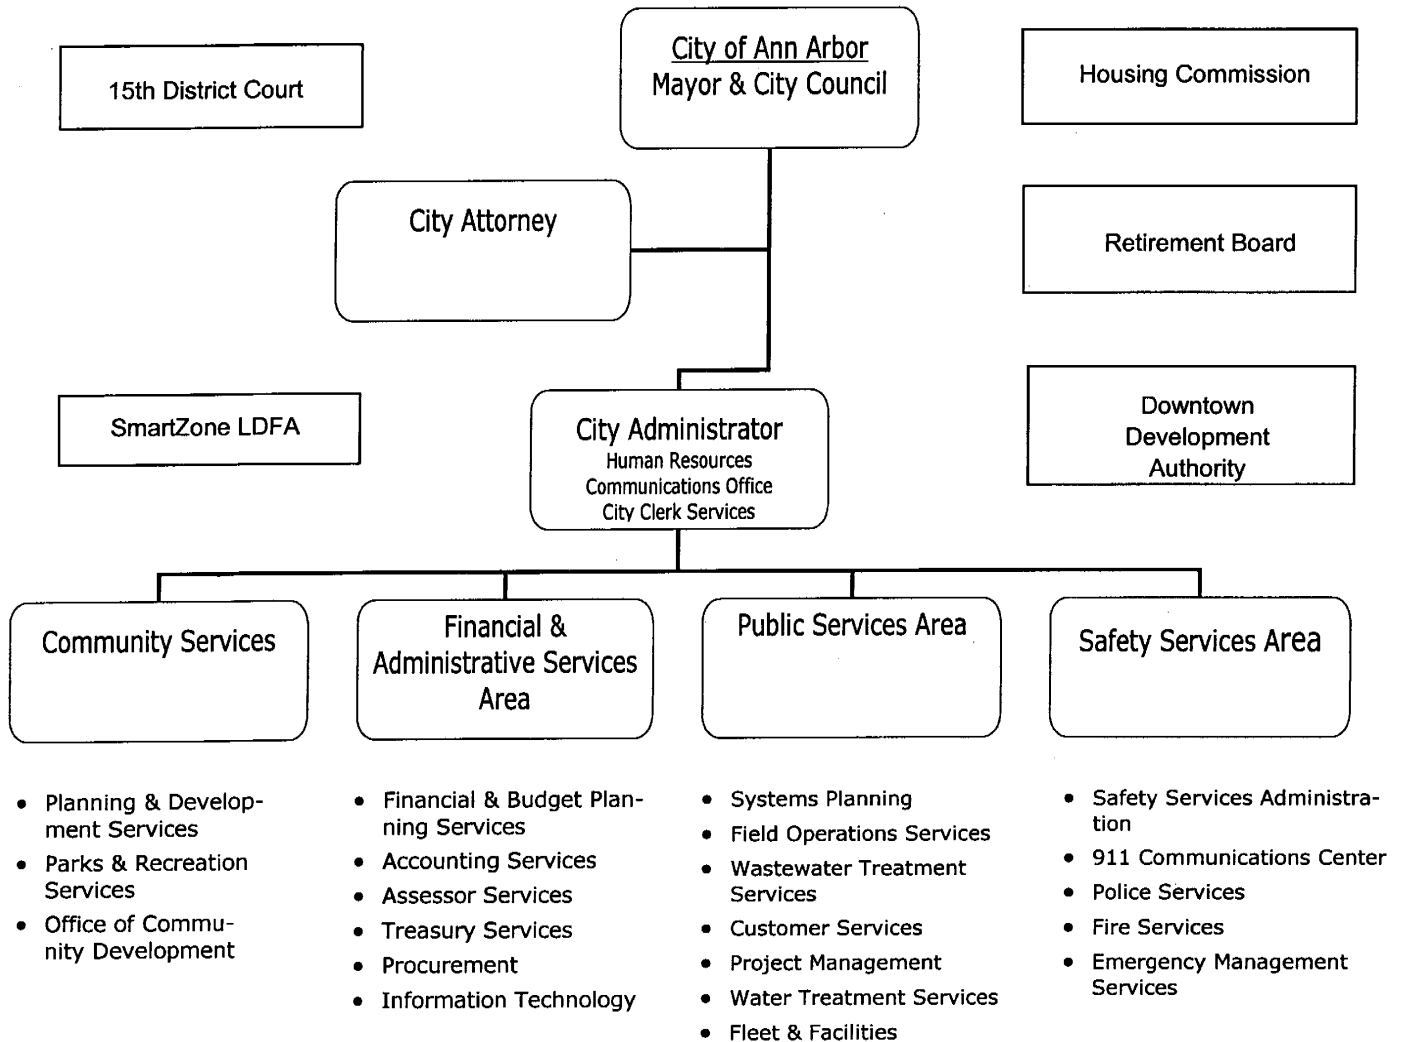 City of Ann Arbor
Mayor & City Council
15th District Court
Housing Commission
City Attorney
Retirement Board
SmartZone LDFA
City Administrator
Human Resources
Communications Office
City Clerk Services
Downtown
Development
Authority
Community Services
Financial &
Administrative Services
Area
Public Services Area
Safety Services Area
• Planning & Develop-
ment Services
• Parks & Recreation
Services
• Office of Commu-
nity Development
• Financial & Budget Plan-
ning Services
• Accounting Services
• Assessor Services
• Treasury Services
• Procurement
• Information Technology
• Systems Planning
• Field Operations Services
• Wastewater Treatment
Services
• Customer Services
• Project Management
• Water Treatment Services
• Fleet & Facilities
• Safety Services Administra-
tion
• 911 Communications Center
• Police Services
• Fire Services
• Emergency Management
Services